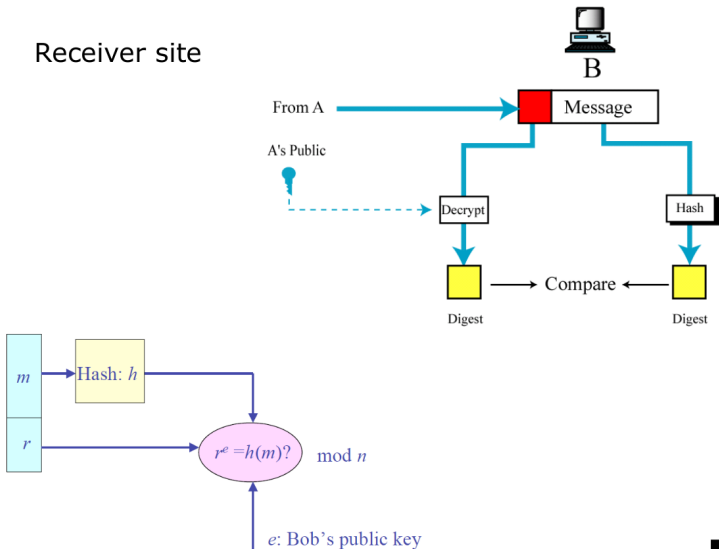 Receiver site
B
From A
Message
A's Public
Decrypt
Hash
Compare
Digest
Digest
m
Hash: h
r
r^e =h(m)?
mod n
e: Bob's public key